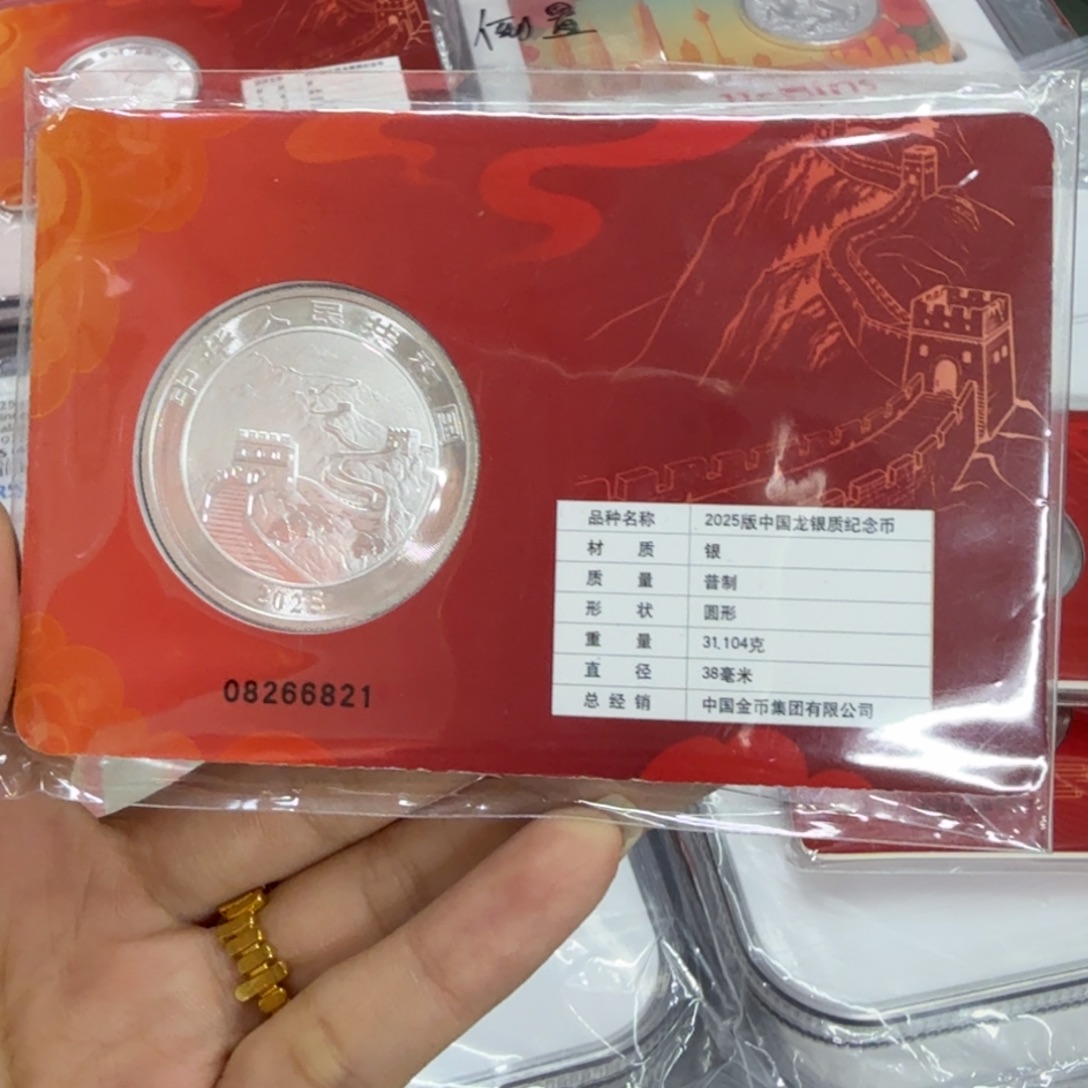 倒置
中华人民共和国
2025
08266821
品种名称 2025版中国龙银质纪念币
材 质 银
质 量 普制
形 状 圆形
重 量 31.104克
直 径 38毫米
总 经 销 中国金币集团有限公司